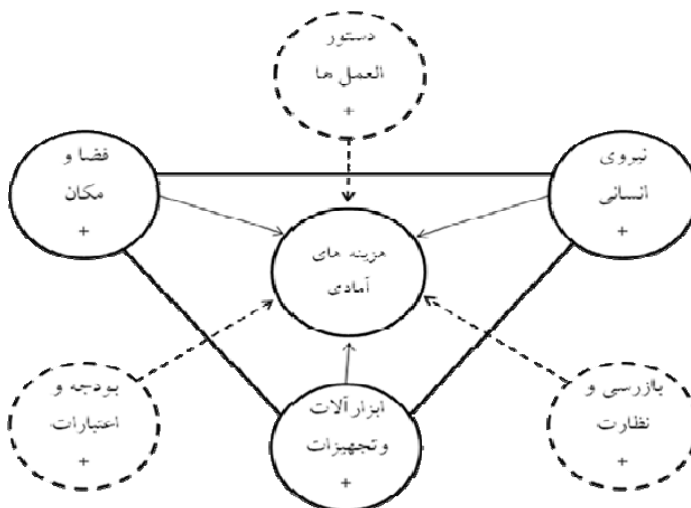 دستور
العمل ها
+
فضا و
مکان
+
نیروی
انسانی
+
هزینه های
آمادی
بودجه و
اعتبارات
+
ابزارآلات
وتجهیزات
+
بازرسی و
نظارت
+